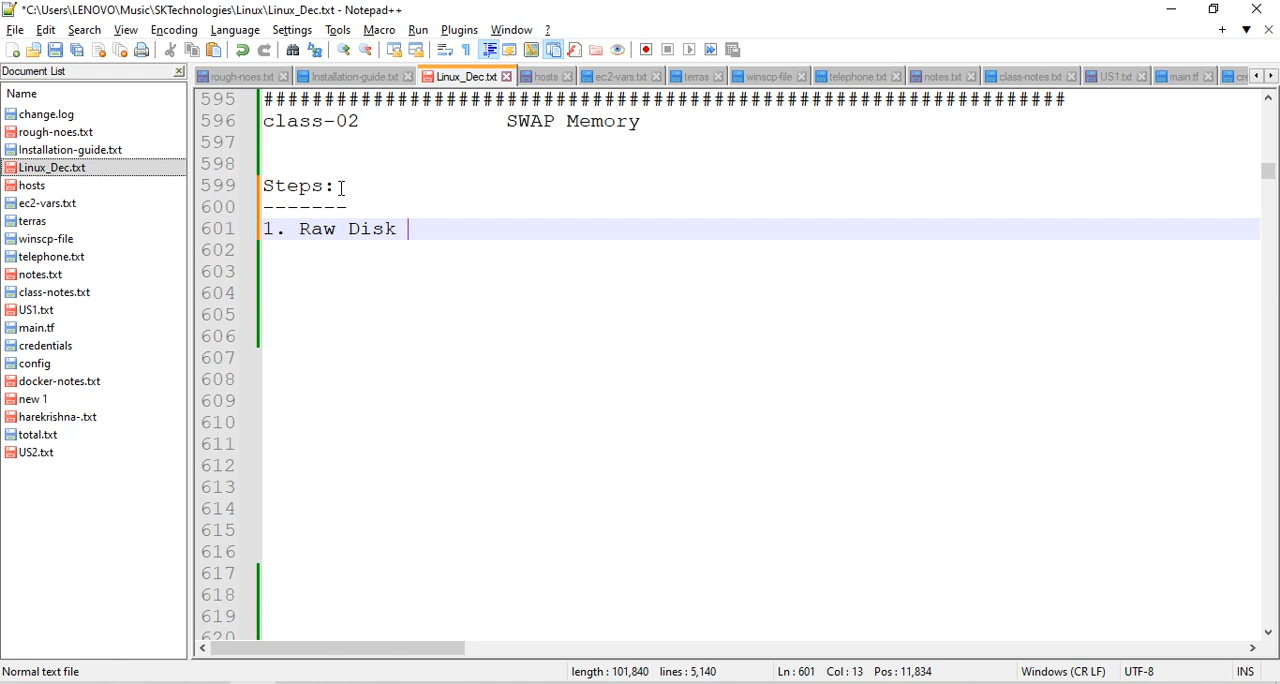 *C:\Users\LENOVO\Music\SKTechnologies\Linux\Linux_Dec.txt - Notepad++
File Edit Search View Encoding Language Settings Tools Macro Run Plugins Window ?
Document List
rough-noes.txt Installation-guide.txt Linux_Dec.txt hosts ec2-vars.txt terras winscp-file telephone.txt notes.txt class-notes.txt US1.txt main.tf cre
Name
change.log
rough-noes.txt
Installation-guide.txt
Linux_Dec.txt
hosts
ec2-vars.txt
terras
winscp-file
telephone.txt
notes.txt
class-notes.txt
US1.txt
main.tf
credentials
config
docker-notes.txt
new 1
harekrishna-.txt
total.txt
US2.txt
595 ##################################################################
596 class-02 SWAP Memory
597
598
599 Steps:
600 -------
601 1. Raw Disk
602
603
604
605
606
607
608
609
610
611
612
613
614
615
616
617
618
619
620
Normal text file length : 101,840 lines : 5,140 Ln : 601 Col : 13 Pos : 11,834 Windows (CR LF) UTF-8 INS